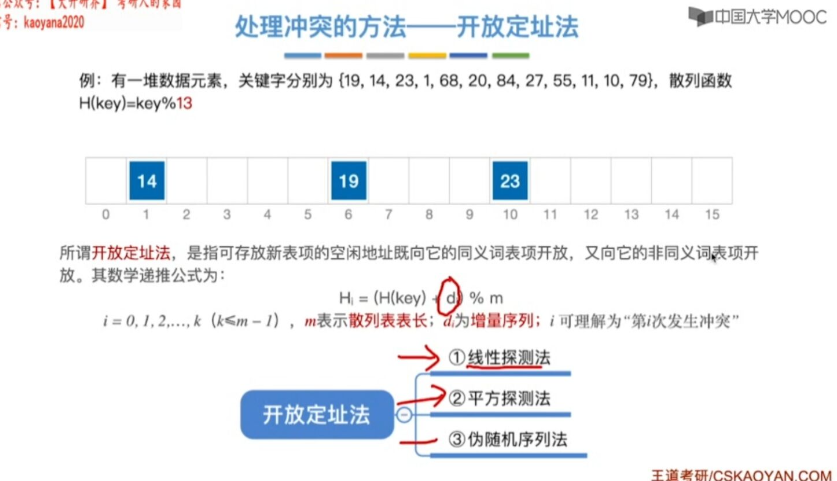 公众号：【大开研界】 考研人的家园
号：kaoyana2020
中国大学MOOC
处理冲突的方法——开放定址法
例：有一堆数据元素，关键字分别为 {19, 14, 23, 1, 68, 20, 84, 27, 55, 11, 10, 79}，散列函数
H(key)=key%13
14 19 23
0 1 2 3 4 5 6 7 8 9 10 11 12 13 14 15
所谓开放定址法，是指可存放新表项的空闲地址既向它的同义词表项开放，又向它的非同义词表项开
放。其数学递推公式为：
Hᵢ = (H(key) + dᵢ) % m
i = 0, 1, 2,…, k（k≤m − 1），m表示散列表表长；dᵢ为增量序列；i 可理解为“第i次发生冲突”
①线性探测法
②平方探测法
开放定址法
③伪随机序列法
王道考研/CSKAOYAN.COM